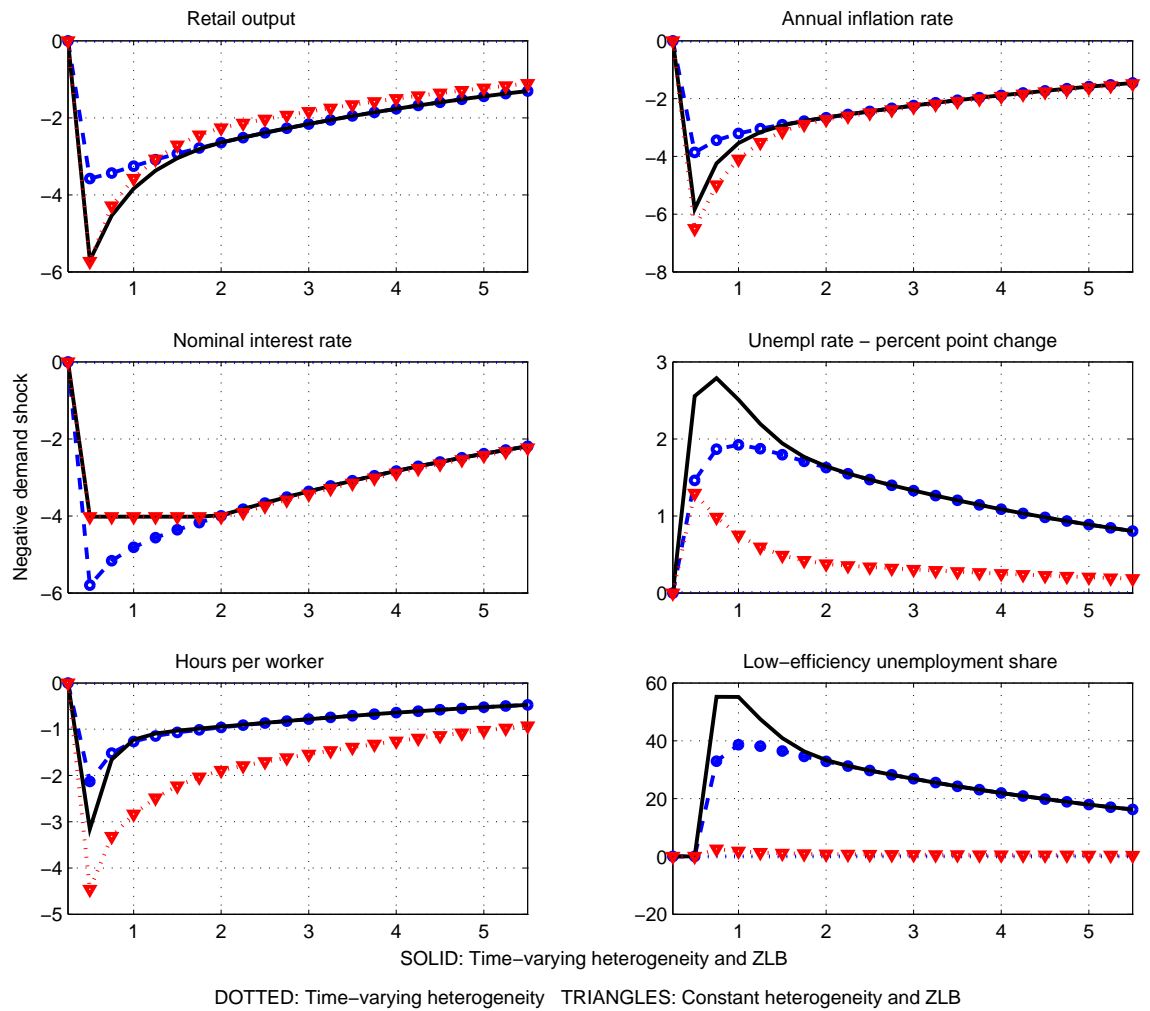 Retail output
Annual inflation rate
0
−2
−4
−6
1 2 3 4 5
0
−2
−4
−6
−8
1 2 3 4 5
Nominal interest rate
Unempl rate − percent point change
Negative demand shock
0
−2
−4
−6
1 2 3 4 5
3
2
1
0
1 2 3 4 5
Hours per worker
Low−efficiency unemployment share
0
−1
−2
−3
−4
−5
1 2 3 4 5
60
40
20
0
−20
1 2 3 4 5
SOLID: Time−varying heterogeneity and ZLB
DOTTED: Time−varying heterogeneity TRIANGLES: Constant heterogeneity and ZLB